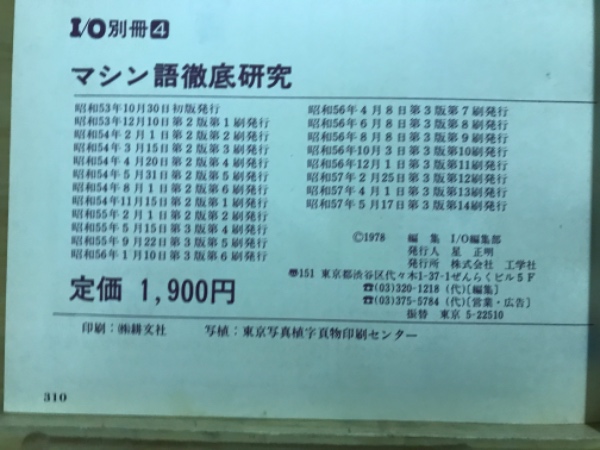 I/O別冊4
マシン語徹底研究
昭和53年10月30日初版発行
昭和53年12月10日第2版第1刷発行
昭和54年2月1日第2版第2刷発行
昭和54年3月15日第2版第3刷発行
昭和54年4月20日第2版第4刷発行
昭和54年5月31日第2版第5刷発行
昭和54年8月1日第2版第6刷発行
昭和54年11月15日第2版第1刷発行
昭和55年2月1日第2版第2刷発行
昭和55年5月15日第3版第4刷発行
昭和55年9月22日第3版第5刷発行
昭和56年1月10日第3版第6刷発行
昭和56年4月8日第3版第7刷発行
昭和56年6月8日第3版第8刷発行
昭和56年8月8日第3版第9刷発行
昭和56年10月3日第3版第10刷発行
昭和56年12月1日第3版第11刷発行
昭和57年2月25日第3版第12刷発行
昭和57年4月1日第3版第13刷発行
昭和57年5月17日第3版第14刷発行
©1978 編集 I/O編集部
発行人 星 正明
発行所 株式会社 工学社
〠151 東京都渋谷区代々木1-37-1ぜんらくビル5F
☎(03)320-1218(代)[編集]
☎(03)375-5784(代)[営業・広告]
振替 東京5-22510
定価 1,900円
印刷:㈱耕文社 写植:東京写真植字頁物印刷センター
310